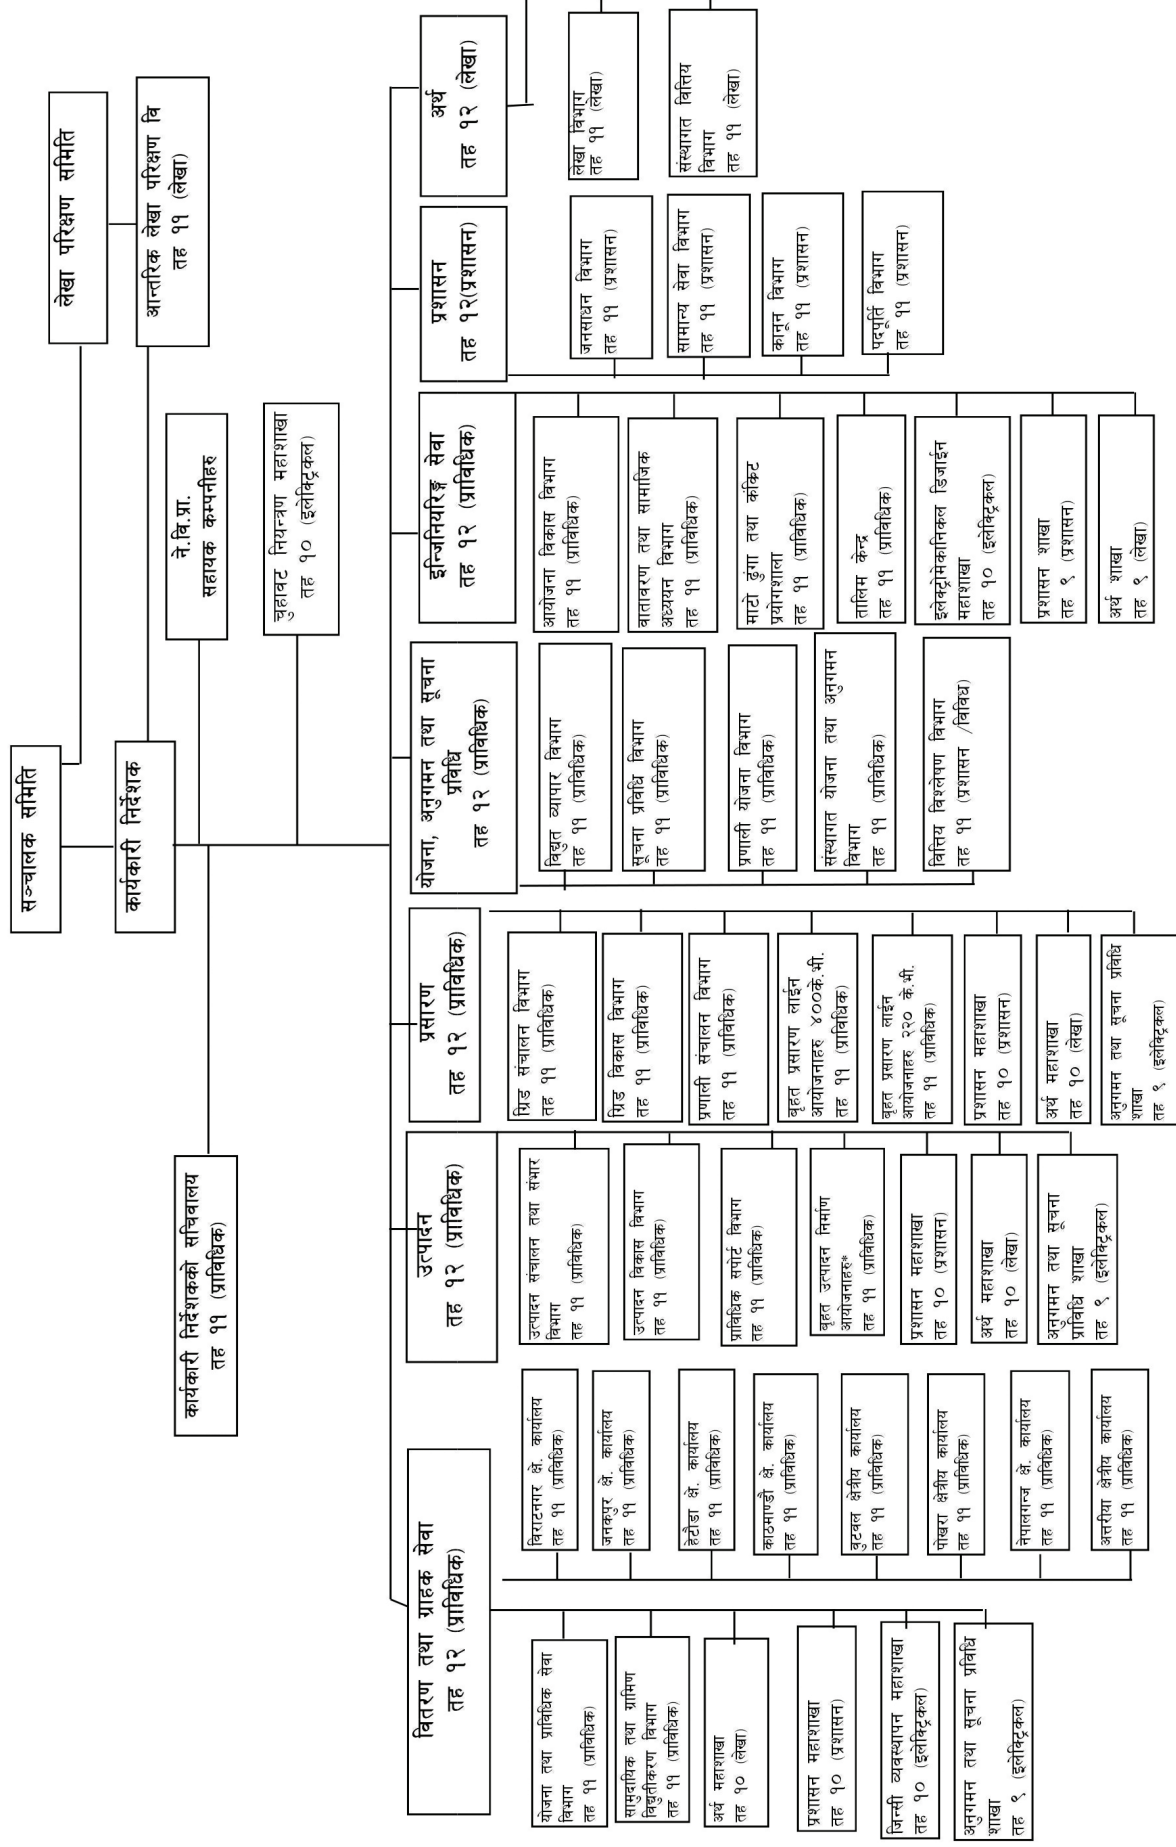 सञ्चालक समिति
लेखा परिक्षण समिति
कार्यकारी निर्देशक
आन्तरिक लेखा परिक्षण वि
तह ११ (लेखा)
ने.वि.प्रा.
सहायक कम्पनीहरु
कार्यकारी निर्देशकको सचिवालय
तह ११ (प्राविधिक)
चुहावट नियन्त्रण महाशाखा
तह १० (इलेक्ट्रिकल)
वितरण तथा ग्राहक सेवा
तह १२ (प्राविधिक)
योजना तथा प्राविधिक सेवा
विभाग
तह ११ (प्राविधिक)
सामुदायिक तथा ग्रामिण
विद्युतीकरण विभाग
तह ११ (प्राविधिक)
अर्थ महाशाखा
तह १० (लेखा)
प्रशासन महाशाखा
तह १० (प्रशासन)
जिन्सी व्यवस्थापन महाशाखा
तह १० (इलेक्ट्रिकल)
अनुगमन तथा सूचना प्रविधि
शाखा
तह ९ (इलेक्ट्रिकल)
विराटनगर क्षे. कार्यालय
तह ११ (प्राविधिक)
जनकपुर क्षे. कार्यालय
तह ११ (प्राविधिक)
हेटौडा क्षे. कार्यालय
तह ११ (प्राविधिक)
काठमाण्डौ क्षे. कार्यालय
तह ११ (प्राविधिक)
बुटवल क्षेत्रीय कार्यालय
तह ११ (प्राविधिक)
पोखरा क्षेत्रीय कार्यालय
तह ११ (प्राविधिक)
नेपालगन्ज क्षे. कार्यालय
तह ११ (प्राविधिक)
अत्तरीया क्षेत्रीय कार्यालय
तह ११ (प्राविधिक)
उत्पादन
तह १२ (प्राविधिक)
उत्पादन संचालन तथा संभार
विभाग
तह ११ (प्राविधिक)
उत्पादन विकास विभाग
तह ११ (प्राविधिक)
प्राविधिक सपोर्ट विभाग
तह ११ (प्राविधिक)
बृहत उत्पादन निर्माण
आयोजनाहरु*
तह ११ (प्राविधिक)
प्रशासन महाशाखा
तह १० (प्रशासन)
अर्थ महाशाखा
तह १० (लेखा)
अनुगमन तथा सूचना
प्राविधि शाखा
तह ९ (इलेक्ट्रिकल)
प्रसारण
तह १२ (प्राविधिक)
ग्रिड संचालन विभाग
तह ११ (प्राविधिक)
ग्रिड विकास विभाग
तह ११ (प्राविधिक)
प्रणाली संचालन विभाग
तह ११ (प्राविधिक)
बृहत प्रसारण लाईन
आयोजनाहरु ४००के.भी.
तह ११ (प्राविधिक)
बृहत प्रसारण लाईन
आयोजनाहरु २२० के.भी.
तह ११ (प्राविधिक)
प्रशासन महाशाखा
तह १० (प्रशासन)
अर्थ महाशाखा
तह १० (लेखा)
अनुगमन तथा सूचना प्रविधि
शाखा
तह ९ (इलेक्ट्रिकल)
योजना, अनुगमन तथा सूचना
प्रविधि
तह १२ (प्राविधिक)
विद्युत व्यापार विभाग
तह ११ (प्राविधिक)
सूचना प्रविधि विभाग
तह ११ (प्राविधिक)
प्रणाली योजना विभाग
तह ११ (प्राविधिक)
संस्थागत योजना तथा अनुगमन
विभाग
तह ११ (प्राविधिक)
वित्तिय विश्लेषण विभाग
तह ११ (प्रशासन /विविध)
इन्जिनियरिङ्ग सेवा
तह १२ (प्राविधिक)
आयोजना विकास विभाग
तह ११ (प्राविधिक)
वातावरण तथा सामाजिक
अध्ययन विभाग
तह ११ (प्राविधिक)
माटो ढुंगा तथा कंकिट
प्रयोगशाला
तह ११ (प्राविधिक)
तालिम केन्द्र
तह ११ (प्राविधिक)
इलेक्ट्रोमेकानिकल डिजाईन
महाशाखा
तह १० (इलेक्ट्रिकल)
प्रशासन शाखा
तह ९ (प्रशासन)
अर्थ शाखा
तह ९ (लेखा)
प्रशासन
तह १२(प्रशासन)
जनसाधन विभाग
तह ११ (प्रशासन)
सामान्य सेवा विभाग
तह ११ (प्रशासन)
कानून विभाग
तह ११ (प्रशासन)
पदपूर्ति विभाग
तह ११ (प्रशासन)
अर्थ
तह १२ (लेखा)
लेखा विभाग
तह ११ (लेखा)
संस्थागत वित्तिय
विभाग
तह ११ (लेखा)